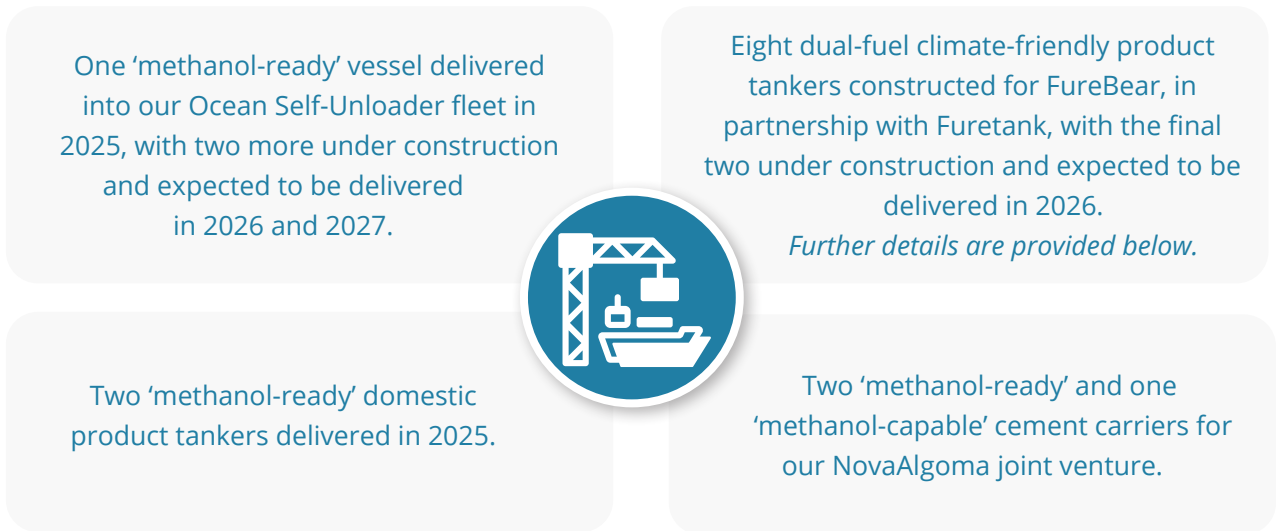 One ‘methanol-ready’ vessel delivered
into our Ocean Self-Unloader fleet in
2025, with two more under construction
and expected to be delivered
in 2026 and 2027.
Eight dual-fuel climate-friendly product
tankers constructed for FureBear, in
partnership with Furetank, with the final
two under construction and expected to be
delivered in 2026.
Further details are provided below.
Two ‘methanol-ready’ domestic
product tankers delivered in 2025.
Two ‘methanol-ready’ and one
‘methanol-capable’ cement carriers for
our NovaAlgoma joint venture.